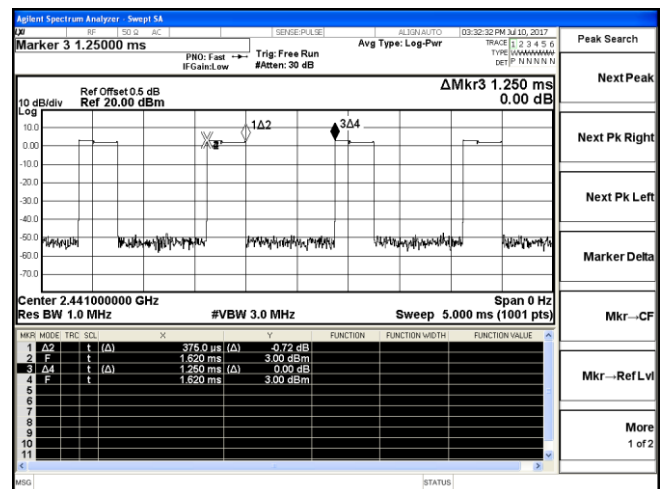 Agilent Spectrum Analyzer - Swept SA
LXI RF 50 Ω AC SENSE:PULSE ALIGNAUTO 03:32:32 PM Jul 10, 2017
Marker 3 1.25000 ms
PNO: Fast
IFGain:Low
Trig: Free Run
#Atten: 30 dB
Avg Type: Log-Pwr
TRACE 1 2 3 4 5 6
TYPE
DET P N N N N N
Peak Search
Next Peak
Next Pk Right
Next Pk Left
Marker Delta
Mkr→CF
Mkr→Ref Lvl
More
1 of 2
Ref Offset 0.5 dB
10 dB/div Ref 20.00 dBm
Log
ΔMkr3 1.250 ms
0.00 dB
10.0
0.00
-10.0
-20.0
-30.0
-40.0
-50.0
-60.0
-70.0
1Δ2
3Δ4
Center 2.441000000 GHz Span 0 Hz
Res BW 1.0 MHz #VBW 3.0 MHz Sweep 5.000 ms (1001 pts)
MKR MODE TRC SCL X Y FUNCTION FUNCTION WIDTH FUNCTION VALUE
1 Δ2 t (Δ) 375.0 µs (Δ) -0.72 dB
2 F t 1.620 ms 3.00 dBm
3 Δ4 t (Δ) 1.250 ms (Δ) 0.00 dB
4 F t 1.620 ms 3.00 dBm
5
6
7
8
9
10
11
MSG STATUS